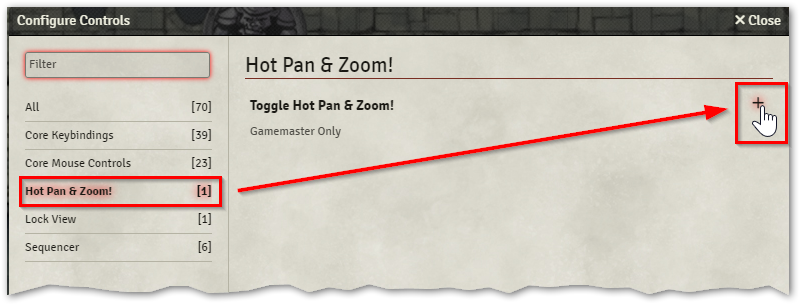 Configure Controls
✕ Close
Filter
All [70]
Core Keybindings [39]
Core Mouse Controls [23]
Hot Pan & Zoom! [1]
Lock View [1]
Sequencer [6]
Hot Pan & Zoom!
Toggle Hot Pan & Zoom! +
Gamemaster Only